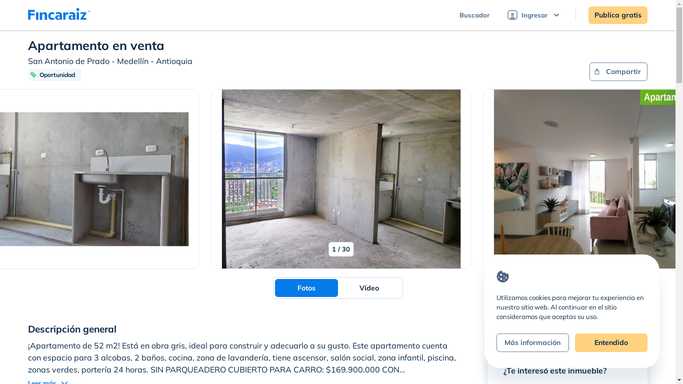 Fincaraiz
Buscador
Ingresar
Publica gratis
Apartamento en venta
San Antonio de Prado - Medellín - Antioquia
Oportunidad
Compartir
1 / 30
Fotos
Video
Utilizamos cookies para mejorar tu experiencia en
nuestro sitio web. Al continuar en el sitio
consideramos que aceptas su uso.
Más información
Entendido
Descripción general
¡Apartamento de 52 m2! Está en obra gris, ideal para construir y adecuarlo a su gusto. Este apartamento cuenta
con espacio para 3 alcobas, 2 baños, cocina, zona de lavandería, tiene ascensor, salón social, zona infantil, piscina,
zonas verdes, portería 24 horas. SIN PARQUEADERO CUBIERTO PARA CARRO: $169.900.000 CON...
Leer más
¿Te interesó este inmueble?